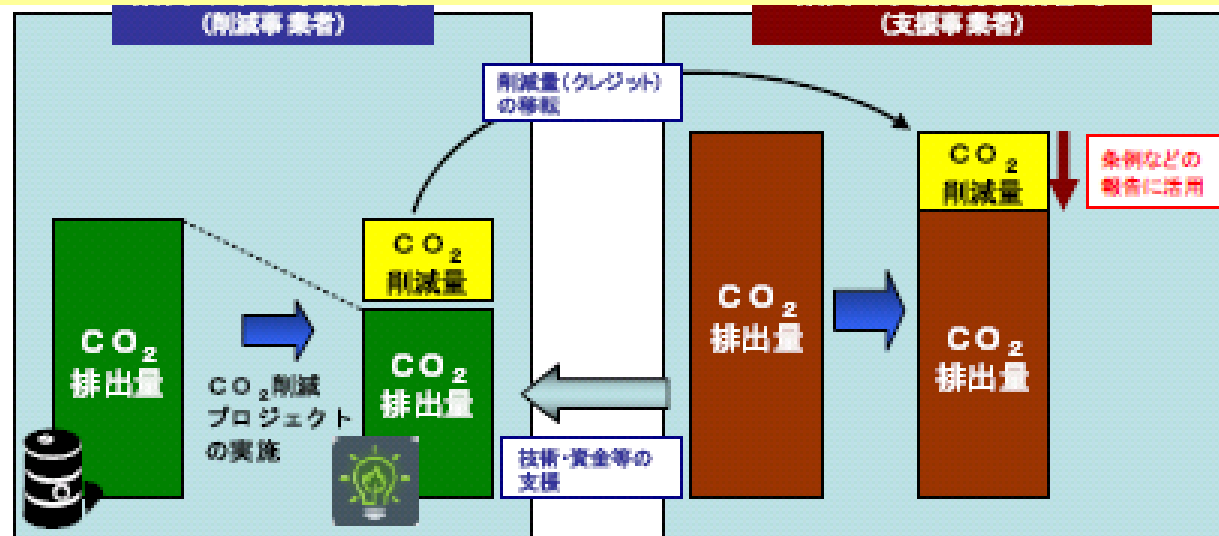 (削減事業者)
(支援事業者)
削減量(クレジット)
の移転
CO₂
削減量
条例などの
報告に活用
CO₂
削減量
CO₂
排出量
CO₂
排出量
CO₂
排出量
CO₂
排出量
CO₂削減
プロジェクト
の実施
技術・資金等の
支援